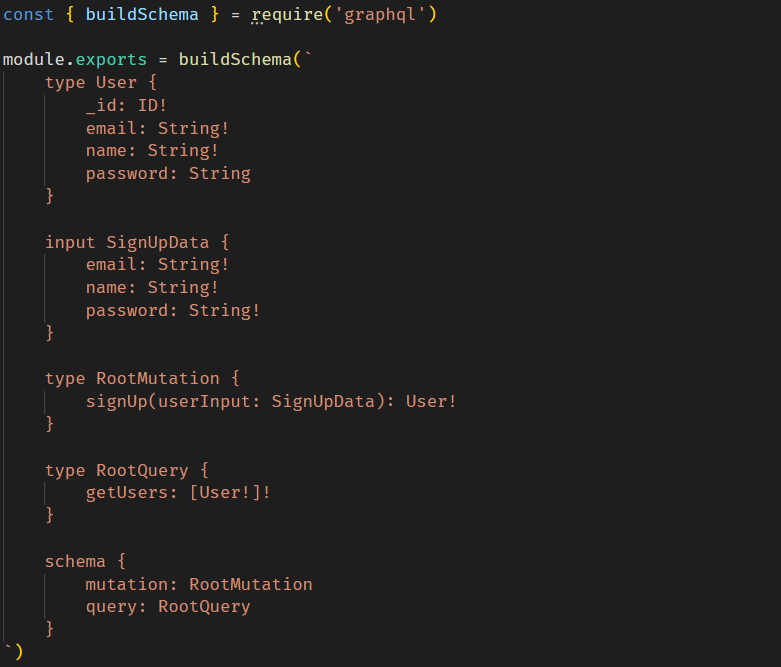 const { buildSchema } = require('graphql')
module.exports = buildSchema(`
type User {
_id: ID!
email: String!
name: String!
password: String
}
input SignUpData {
email: String!
name: String!
password: String!
}
type RootMutation {
signUp(userInput: SignUpData): User!
}
type RootQuery {
getUsers: [User!]!
}
schema {
mutation: RootMutation
query: RootQuery
}
`)